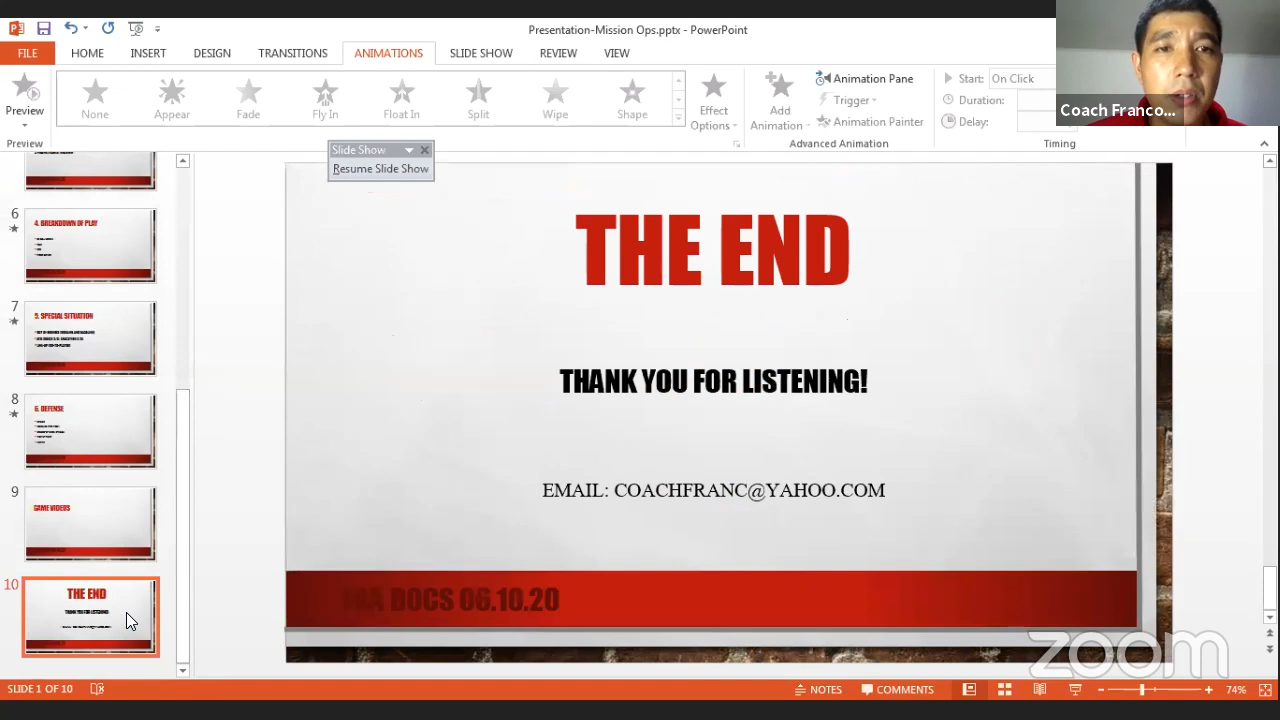 Presentation-Mission Ops.pptx - PowerPoint
FILE HOME INSERT DESIGN TRANSITIONS ANIMATIONS SLIDE SHOW REVIEW VIEW
Preview
None Appear Fade Fly In Float In Split Wipe Shape
Effect Options
Add Animation
Animation Pane
Trigger
Animation Painter
Start: On Click
Duration:
Delay:
Preview
Advanced Animation
Timing
Coach Franco...
Slide Show
Resume Slide Show
6
4. BREAKDOWN OF PLAY
7
5. SPECIAL SITUATION
8
6. DEFENSE
9
GAME VIDEOS
10
THE END
THANK YOU FOR LISTENING!
THE END
THANK YOU FOR LISTENING!
EMAIL: COACHFRANC@YAHOO.COM
DOCS 06.10.20
zoom
SLIDE 1 OF 10
NOTES
COMMENTS
74%